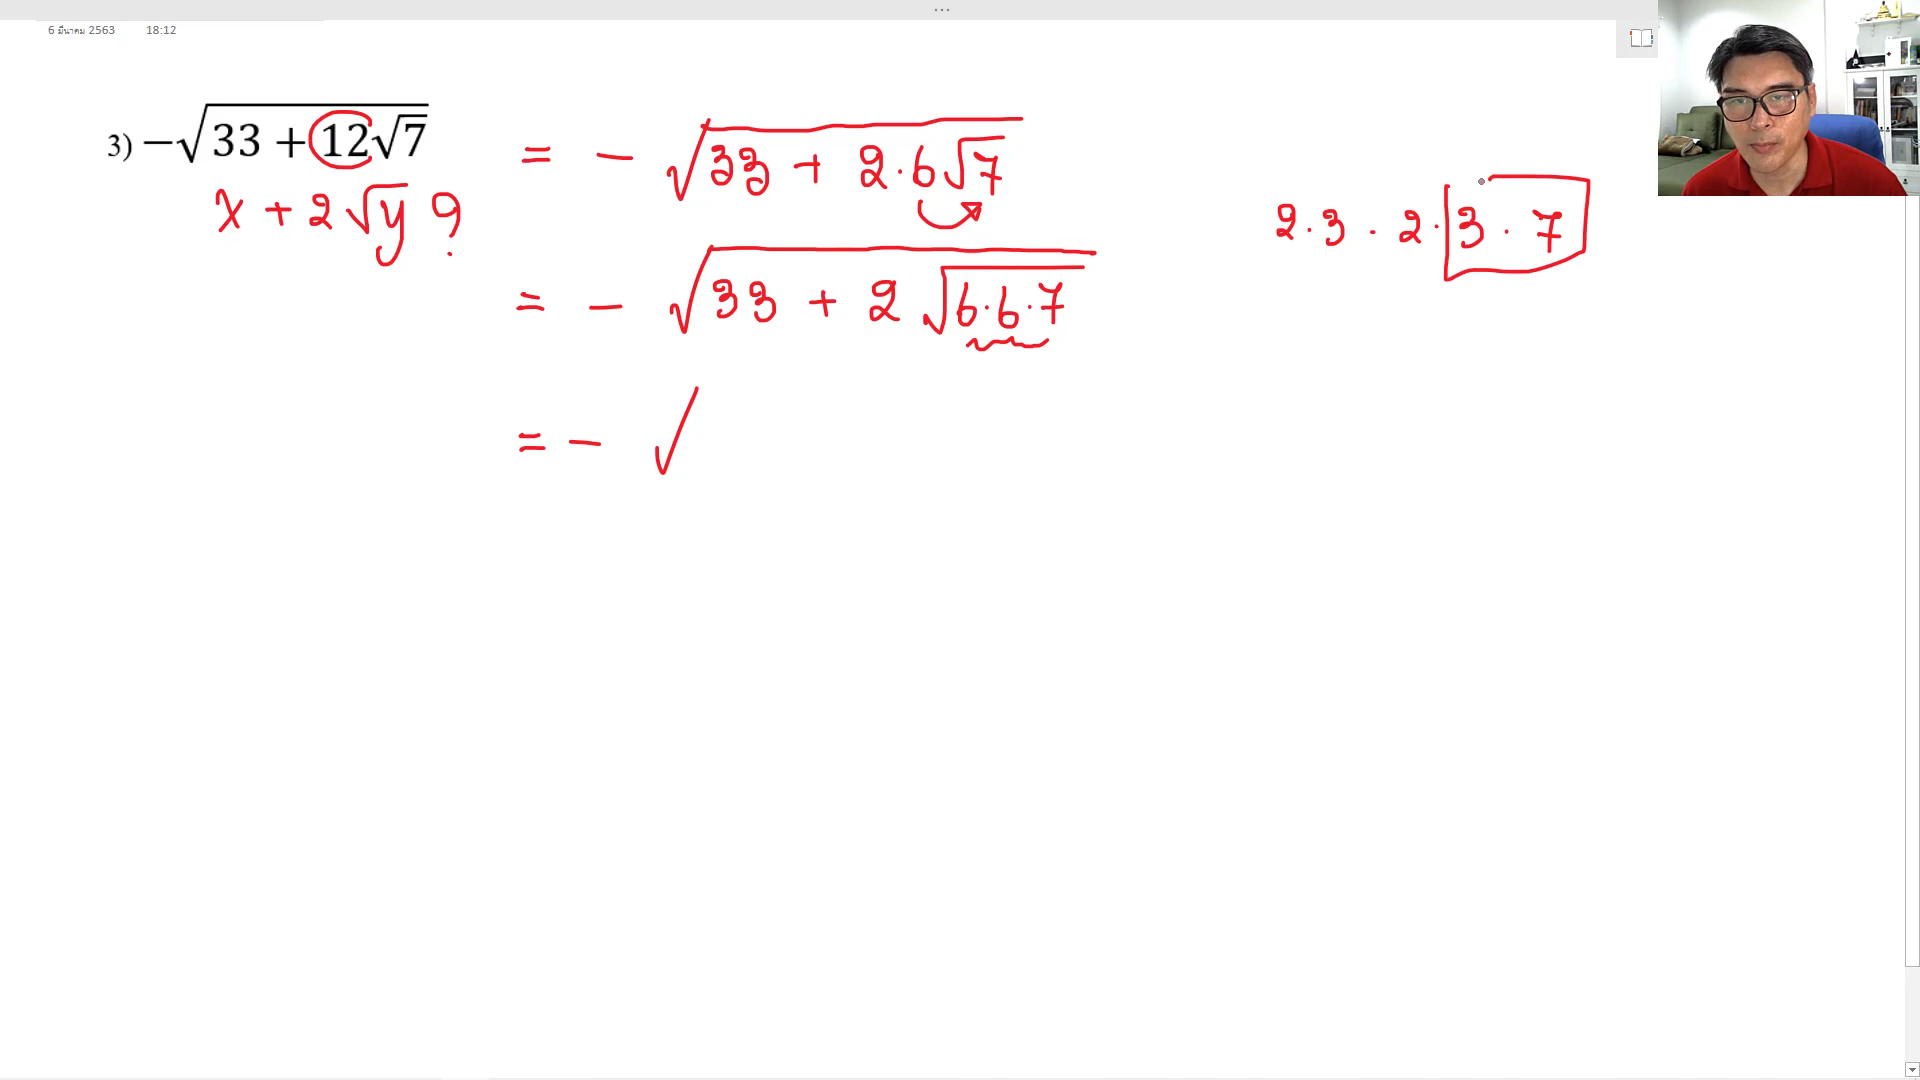 6 มีนาคม 2563 18:12
3) −√(33 + 12√7) = − √(33 + 2·6√7)
x + 2√y ?
2·3 · 2·3 · 7
= − √(33 + 2√(6·6·7))
= − √